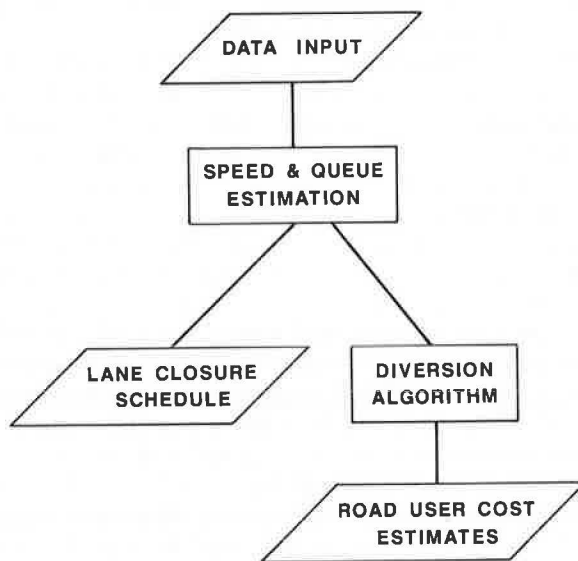 DATA INPUT
SPEED & QUEUE
ESTIMATION
LANE CLOSURE
SCHEDULE
DIVERSION
ALGORITHM
ROAD USER COST
ESTIMATES